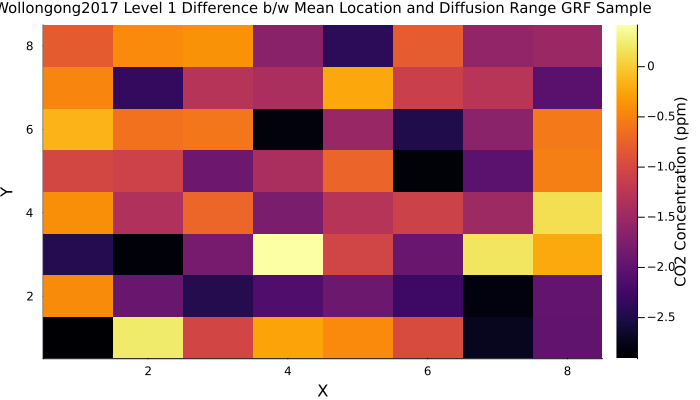 Wollongong2017 Level 1 Difference b/w Mean Location and Diffusion Range GRF Sample
8
6
4
2
Y
2 4 6 8
X
0
−0.5
−1.0
−1.5
−2.0
−2.5
CO2 Concentration (ppm)